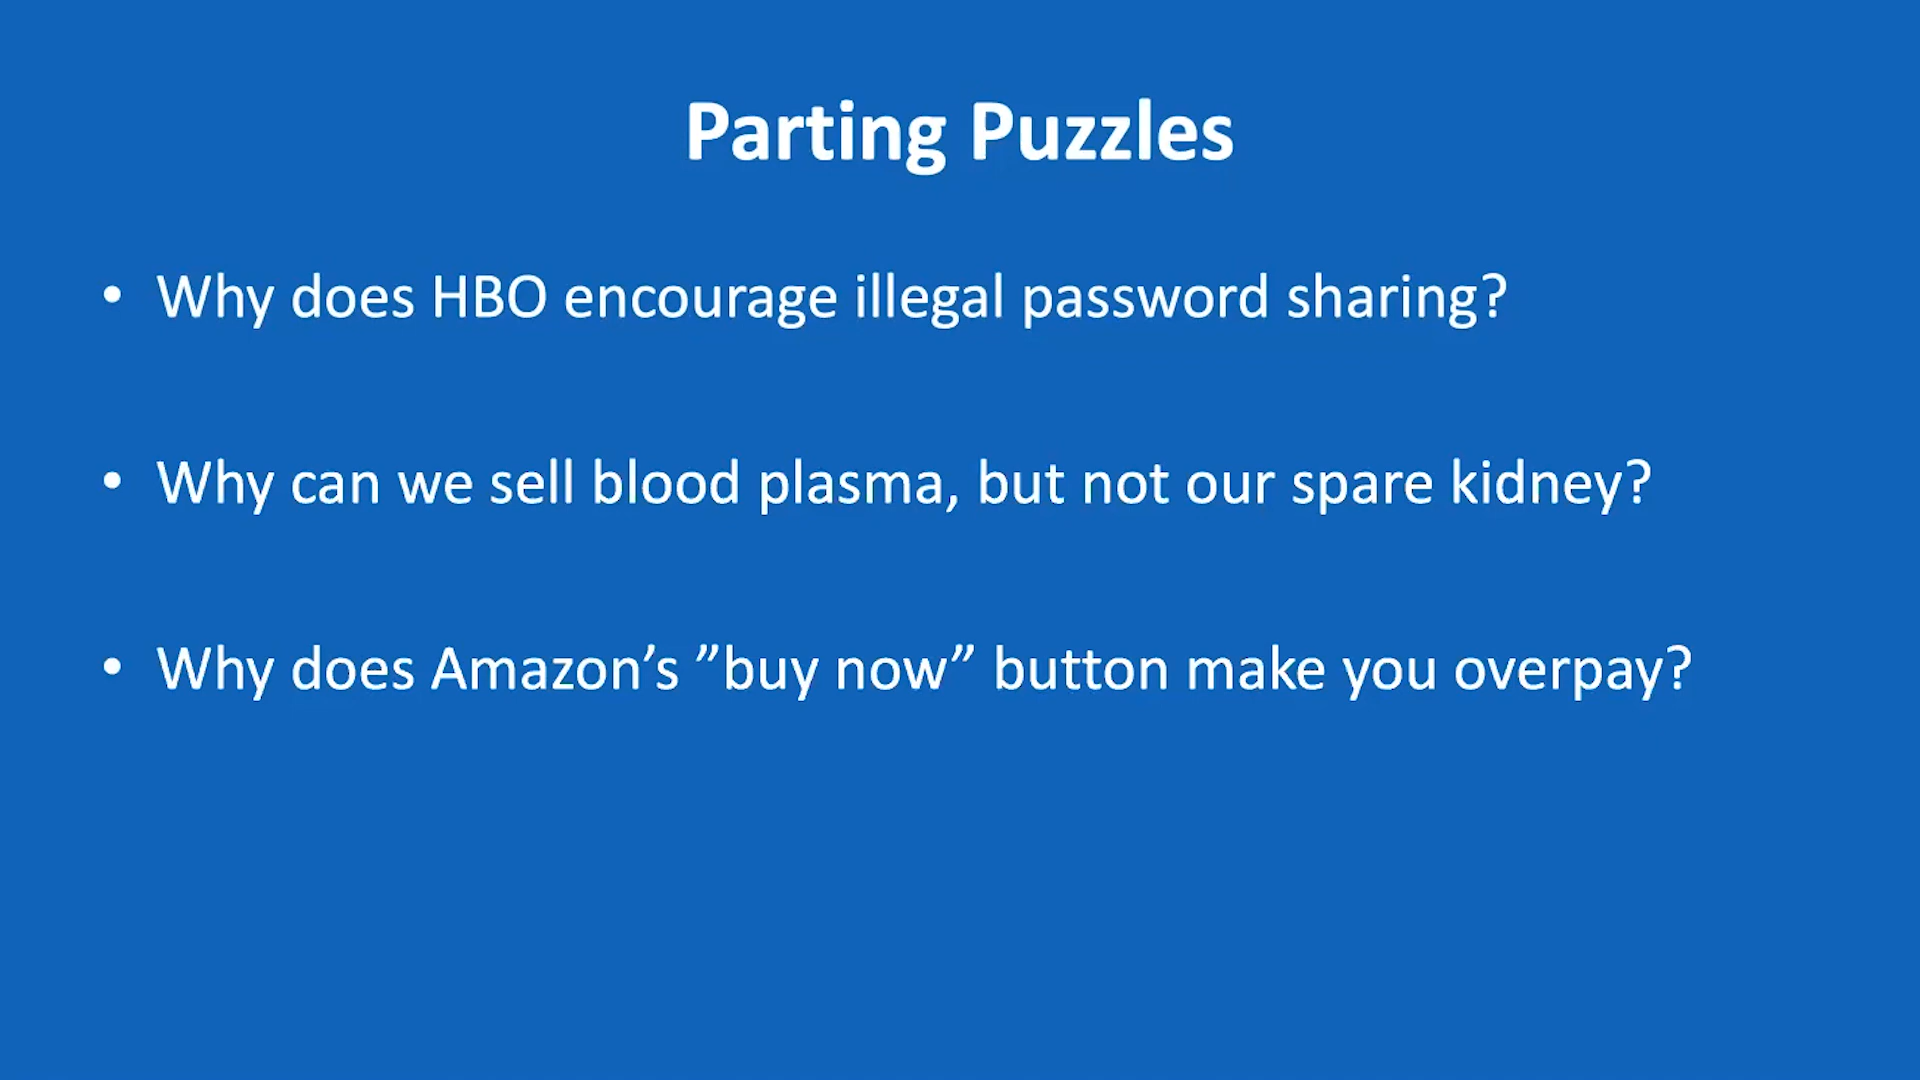 Parting Puzzles
• Why does HBO encourage illegal password sharing?
• Why can we sell blood plasma, but not our spare kidney?
• Why does Amazon’s ”buy now” button make you overpay?